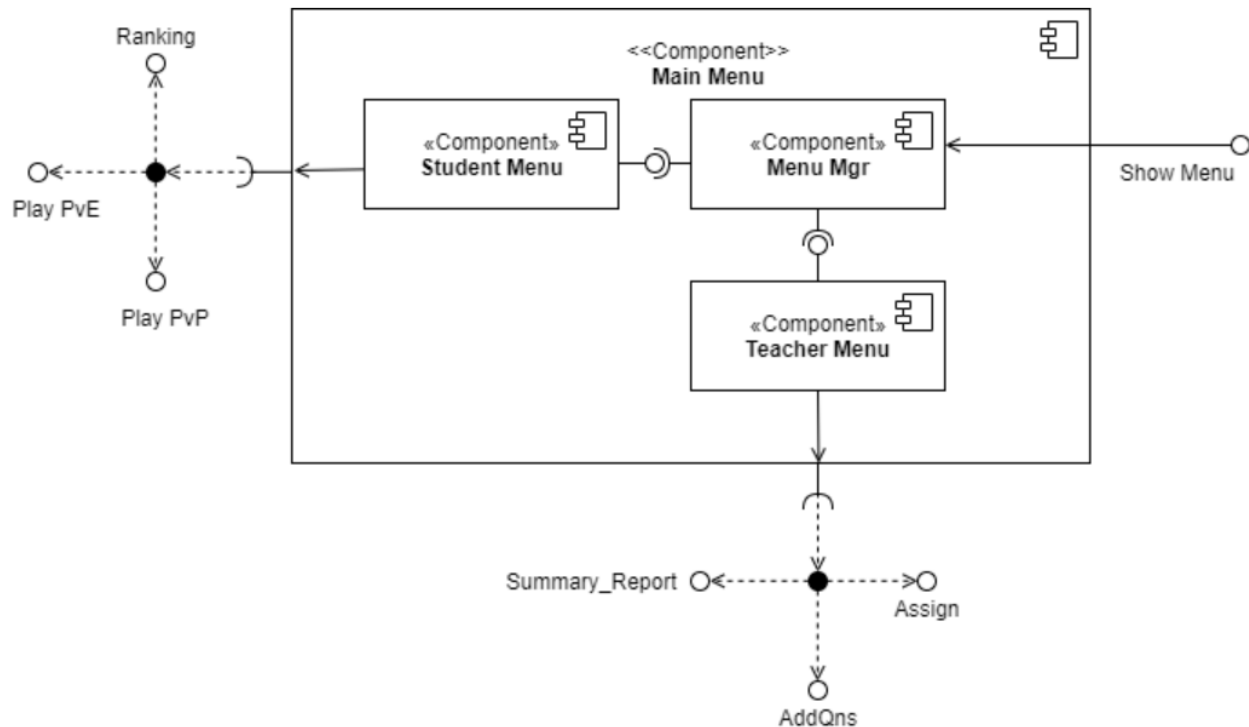 Ranking
<<Component>>
Main Menu
«Component»
Student Menu
«Component»
Menu Mgr
Show Menu
Play PvE
Play PvP
«Component»
Teacher Menu
Summary_Report
Assign
AddQns